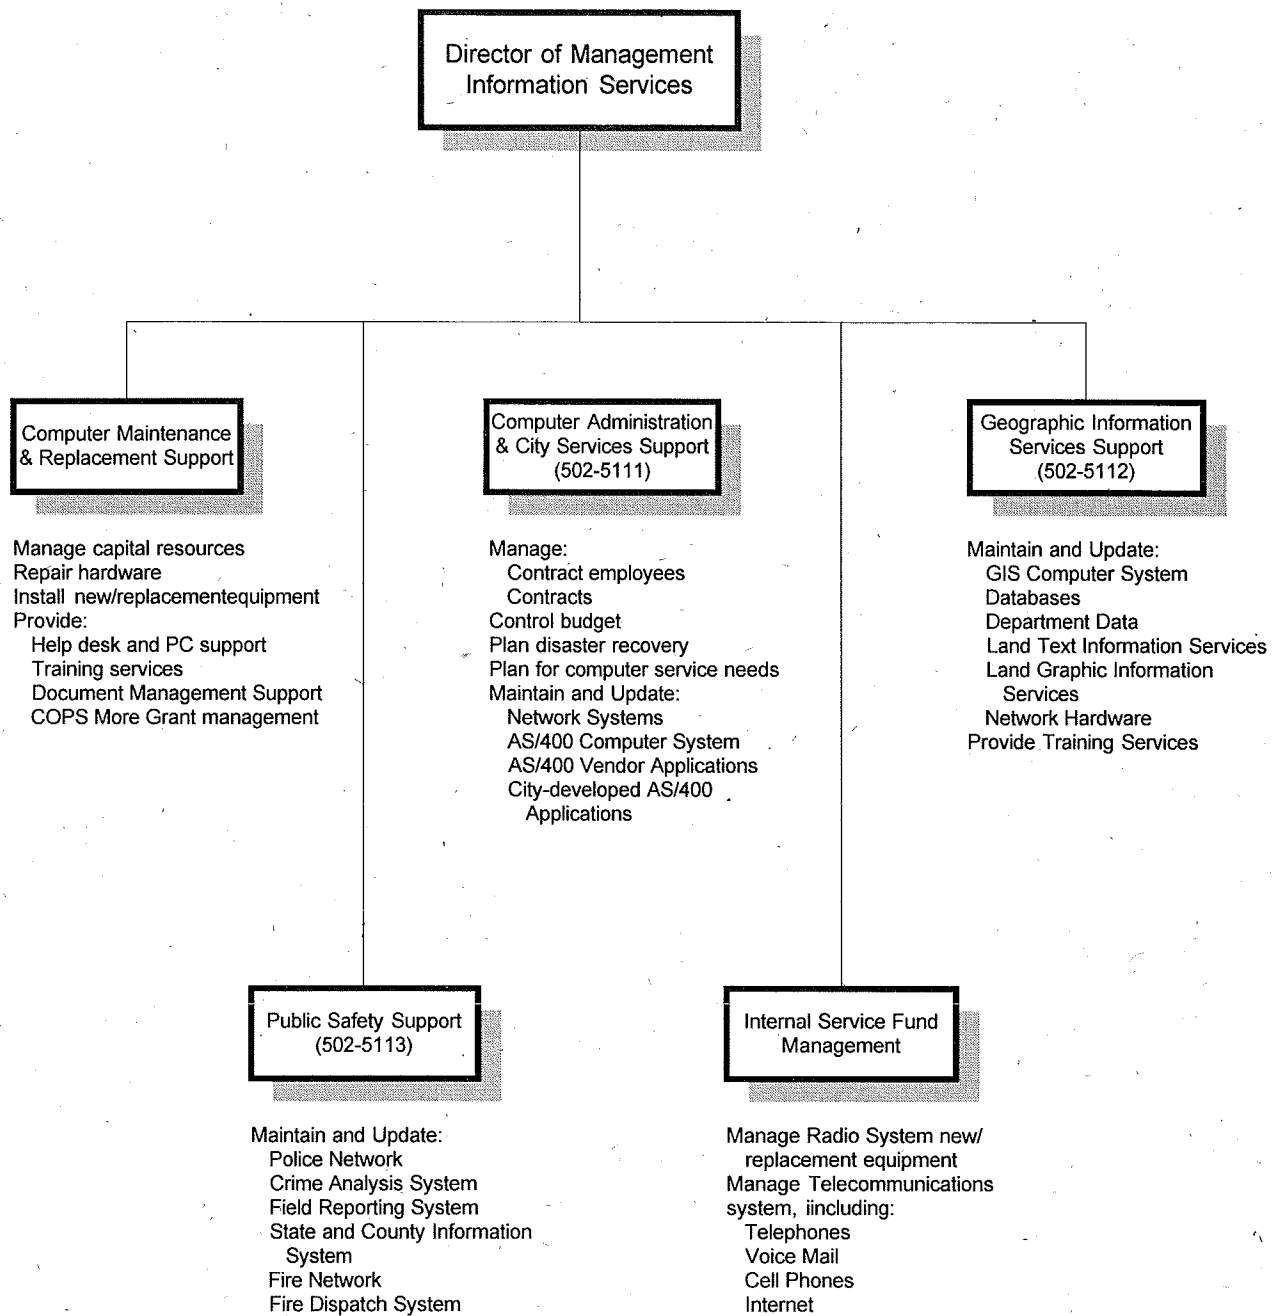 Director of Management
Information Services
Computer Maintenance
& Replacement Support
Manage capital resources
Repair hardware
Install new/replacementequipment
Provide:
Help desk and PC support
Training services
Document Management Support
COPS More Grant management
Computer Administration
& City Services Support
(502-5111)
Manage:
Contract employees
Contracts
Control budget
Plan disaster recovery
Plan for computer service needs
Maintain and Update:
Network Systems
AS/400 Computer System
AS/400 Vendor Applications
City-developed AS/400
Applications
Geographic Information
Services Support
(502-5112)
Maintain and Update:
GIS Computer System
Databases
Department Data
Land Text Information Services
Land Graphic Information
Services
Network Hardware
Provide Training Services
Public Safety Support
(502-5113)
Maintain and Update:
Police Network
Crime Analysis System
Field Reporting System
State and County Information
System
Fire Network
Fire Dispatch System
Internal Service Fund
Management
Manage Radio System new/
replacement equipment
Manage Telecommunications
system, iincluding:
Telephones
Voice Mail
Cell Phones
Internet